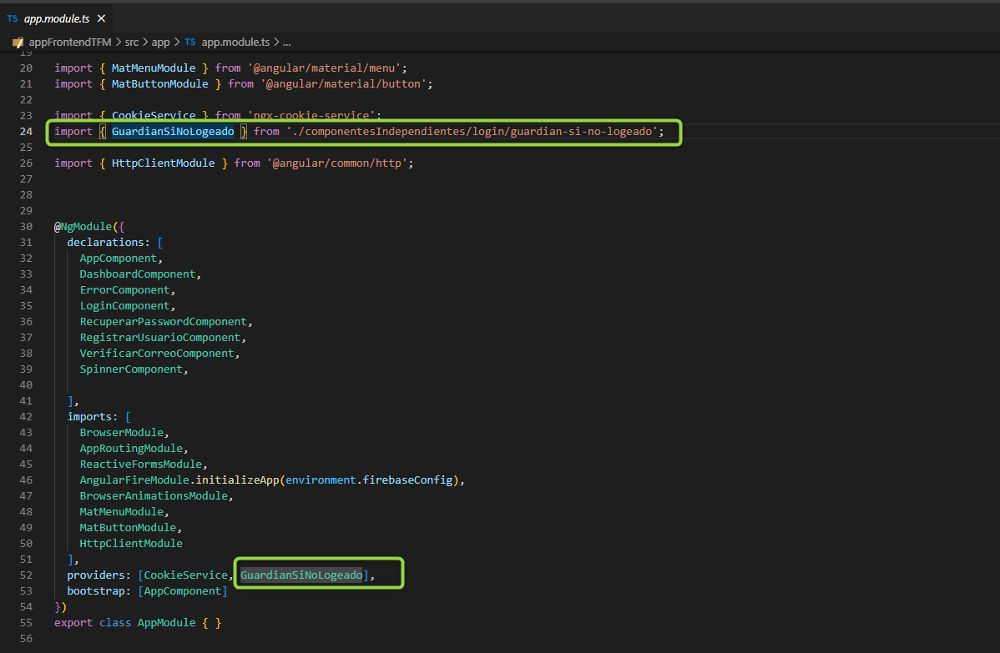 TS app.module.ts ×
appFrontendTFM > src > app > TS app.module.ts > ...
19
20 import { MatMenuModule } from '@angular/material/menu';
21 import { MatButtonModule } from '@angular/material/button';
22
23 import { CookieService } from 'ngx-cookie-service';
24 import { GuardianSiNoLogeado } from './componentesIndependientes/login/guardian-si-no-logeado';
25
26 import { HttpClientModule } from '@angular/common/http';
27
28
29
30 @NgModule({
31 declarations: [
32 AppComponent,
33 DashboardComponent,
34 ErrorComponent,
35 LoginComponent,
36 RecuperarPasswordComponent,
37 RegistrarUsuarioComponent,
38 VerificarCorreoComponent,
39 SpinnerComponent,
40
41 ],
42 imports: [
43 BrowserModule,
44 AppRoutingModule,
45 ReactiveFormsModule,
46 AngularFireModule.initializeApp(environment.firebaseConfig),
47 BrowserAnimationsModule,
48 MatMenuModule,
49 MatButtonModule,
50 HttpClientModule
51 ],
52 providers: [CookieService, GuardianSiNoLogeado],
53 bootstrap: [AppComponent]
54 })
55 export class AppModule { }
56